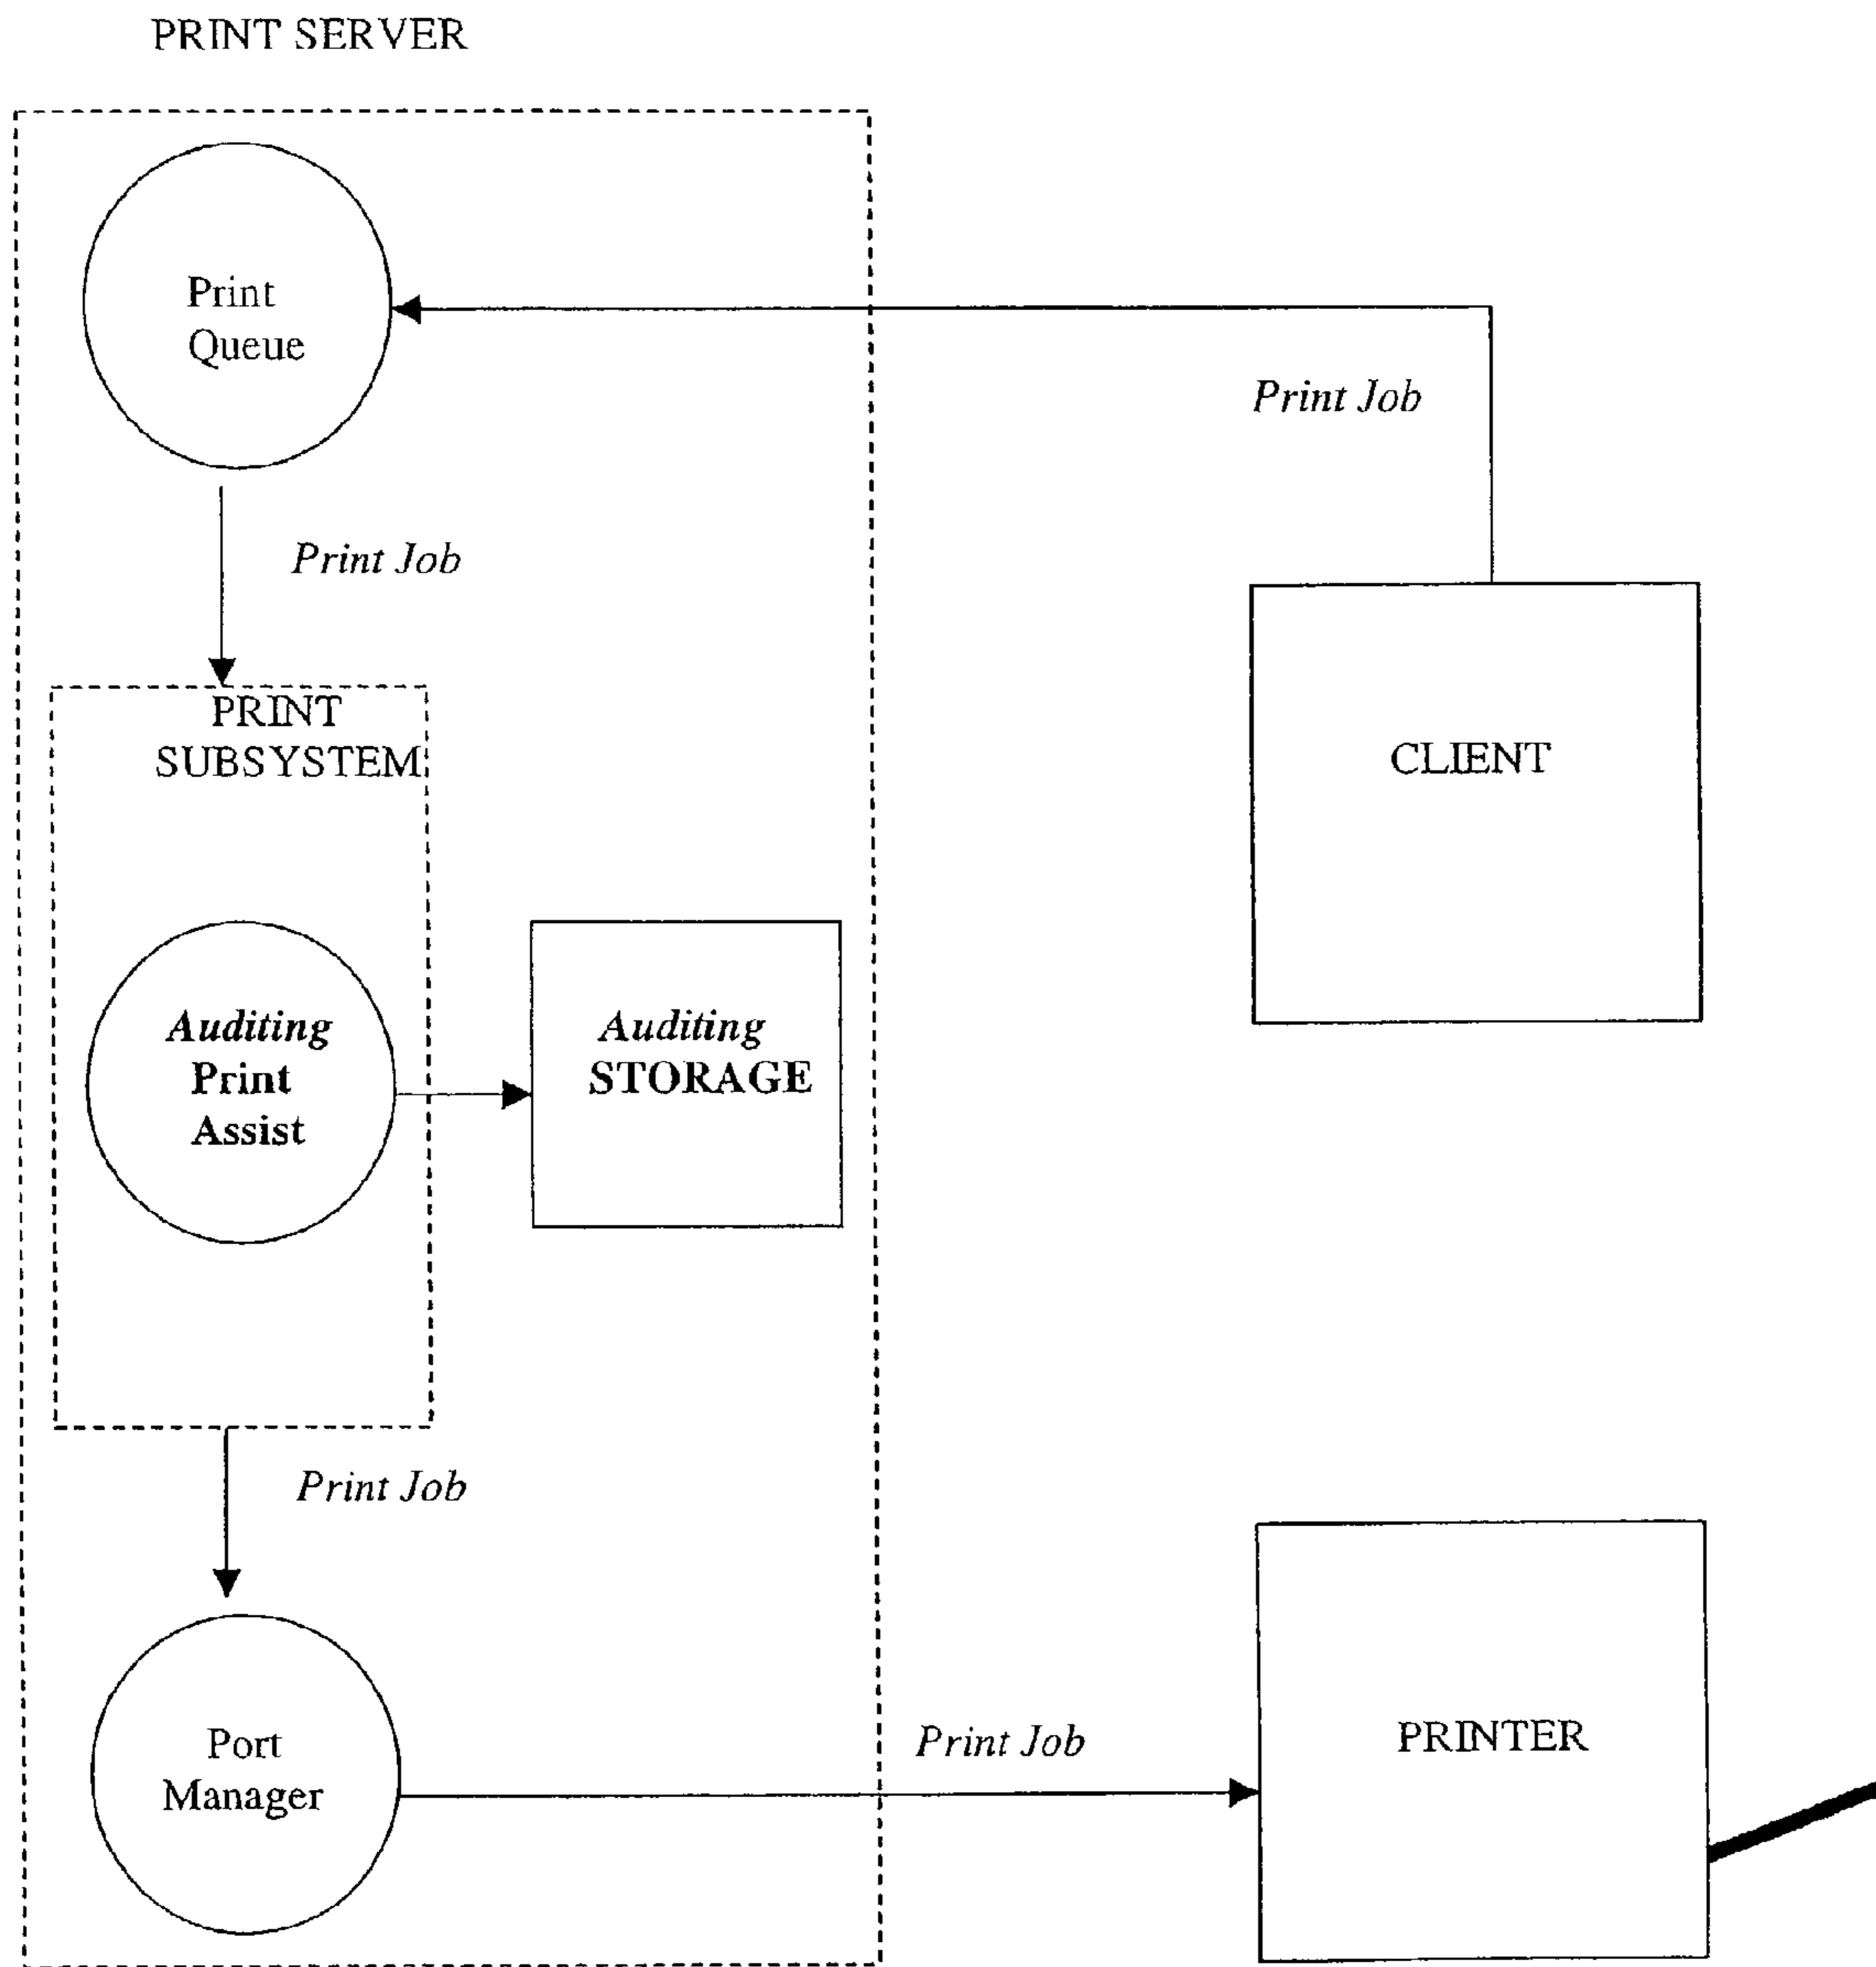 PRINT SERVER
Print
Queue
Print Job
Print Job
PRINT
SUBSYSTEM
CLIENT
Auditing
Print
Assist
Auditing
STORAGE
Print Job
Port
Manager
Print Job
PRINTER